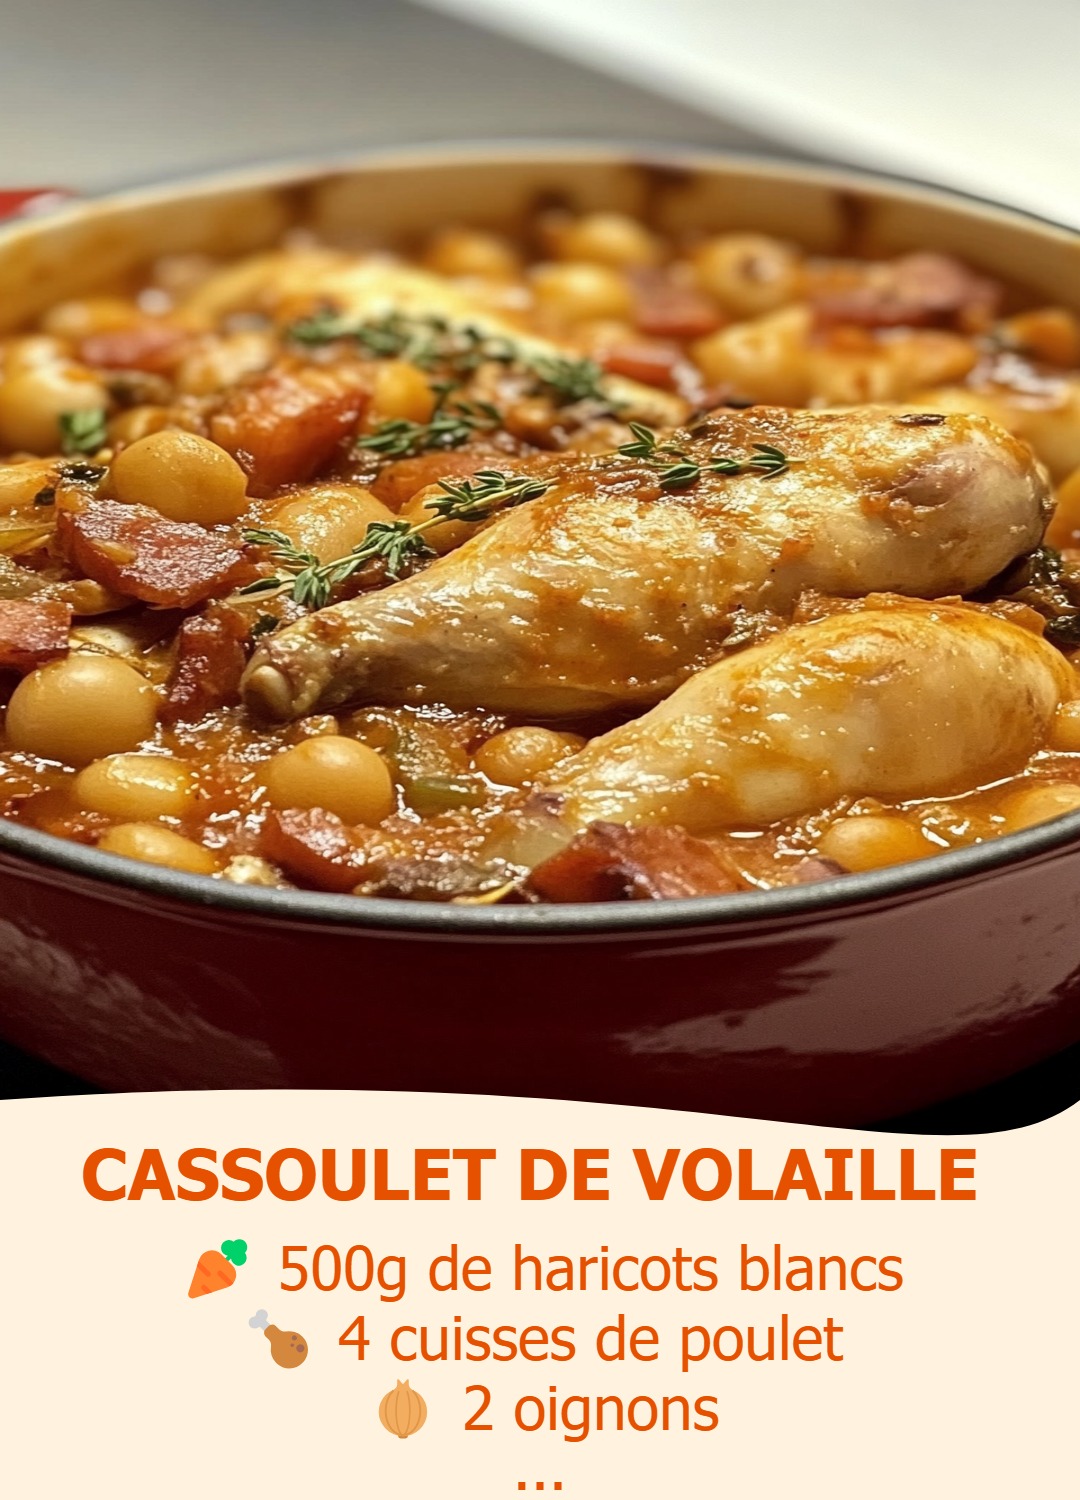 CASSOULET DE VOLAILLE
🥕 500g de haricots blancs
🍗 4 cuisses de poulet
🧅 2 oignons
...